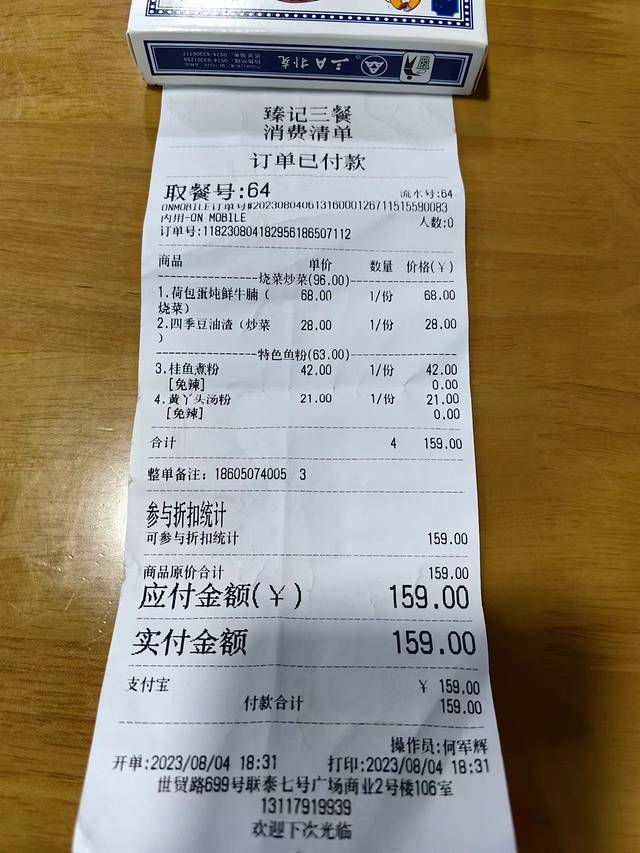 三A扑克
臻记三餐
消费清单
订单已付款
取餐号:64 流水号:64
ONMOBILE订单号#20230804061316000126711515590083
内用-ON MOBILE 人数:0
订单号:118230804182956186507112
商品 单价 数量 价格(￥)
烧菜炒菜(96.00)
1.荷包蛋炖鲜牛腩( 68.00 1/份 68.00
烧菜)
2.四季豆油渣(炒菜 28.00 1/份 28.00
)
特色鱼粉(63.00)
3.桂鱼煮粉 42.00 1/份 42.00
[免辣] 0.00
4.黄丫头汤粉 21.00 1/份 21.00
[免辣] 0.00
合计 4 159.00
整单备注: 18605074005 3
参与折扣统计
可参与折扣统计 159.00
商品原价合计 159.00
应付金额(￥) 159.00
实付金额 159.00
支付宝 ￥ 159.00
付款合计 159.00
操作员:何军辉
开单:2023/08/04 18:31 打印:2023/08/04 18:31
世贸路699号联泰七号广场商业2号楼106室
13117919939
欢迎下次光临